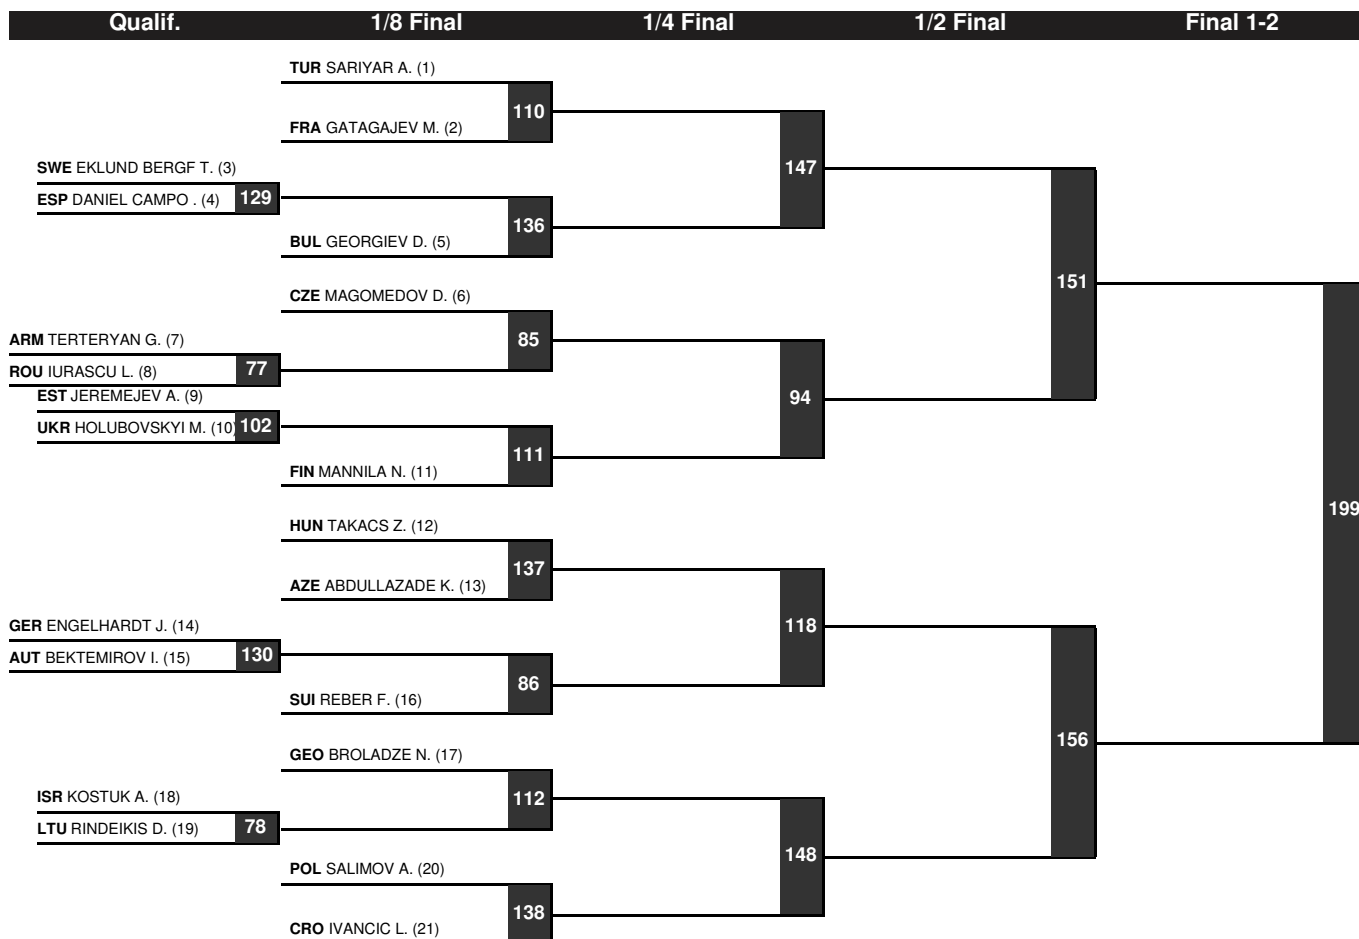 Qualif. 1/8 Final 1/4 Final 1/2 Final Final 1-2
TUR SARIYAR A. (1)
110
FRA GATAGAJEV M. (2)
147
SWE EKLUND BERGF T. (3)
ESP DANIEL CAMPO . (4) 129
136
BUL GEORGIEV D. (5)
151
CZE MAGOMEDOV D. (6)
85
ARM TERTERYAN G. (7)
ROU IURASCU L. (8) 77
94
EST JEREMEJEV A. (9)
UKR HOLUBOVSKYI M. (10) 102
111
FIN MANNILA N. (11)
199
HUN TAKACS Z. (12)
137
AZE ABDULLAZADE K. (13)
118
GER ENGELHARDT J. (14)
AUT BEKTEMIROV I. (15) 130
86
SUI REBER F. (16)
156
GEO BROLADZE N. (17)
112
ISR KOSTUK A. (18)
LTU RINDEIKIS D. (19) 78
148
POL SALIMOV A. (20)
138
CRO IVANCIC L. (21)